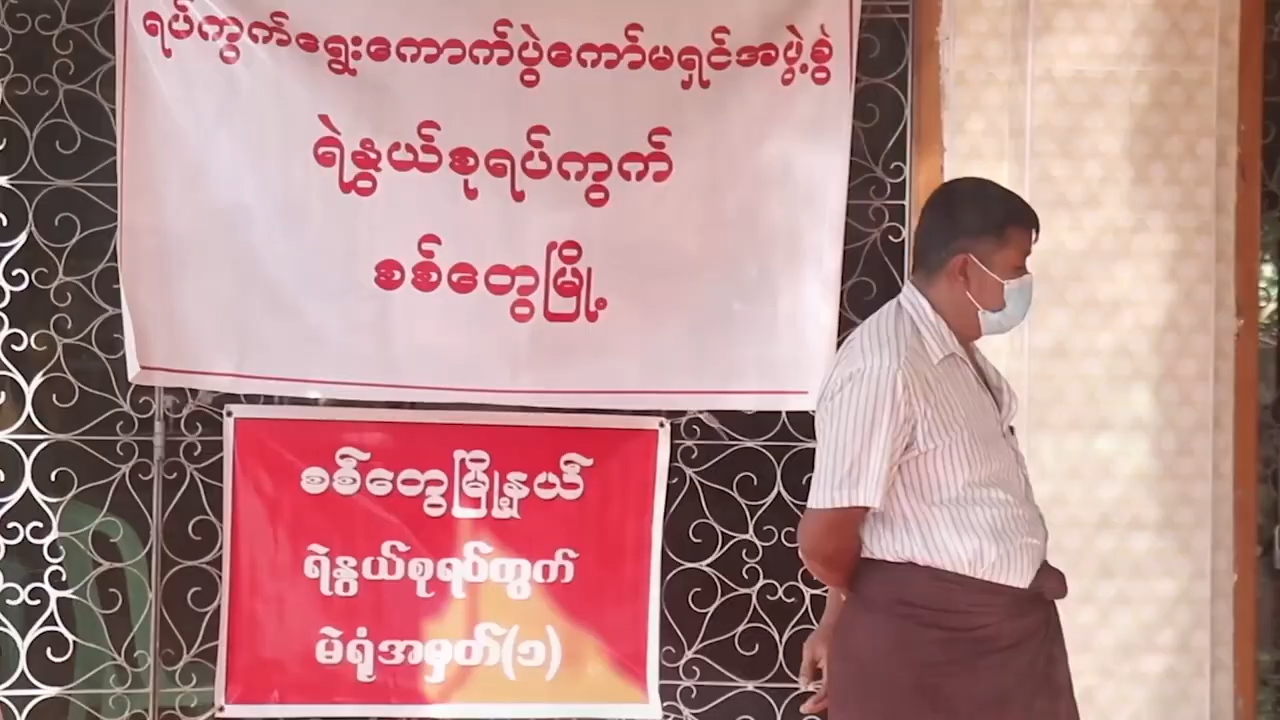 ရပ်ကွက်ရွေးကောက်ပွဲကော်မရှင်အဖွဲ့ခွဲ
ရဲနွယ်စုရပ်ကွက်
စစ်တွေမြို့
စစ်တွေမြို့နယ်
ရဲနွယ်စုရပ်ကွက်
မဲရုံအမှတ်(၁)